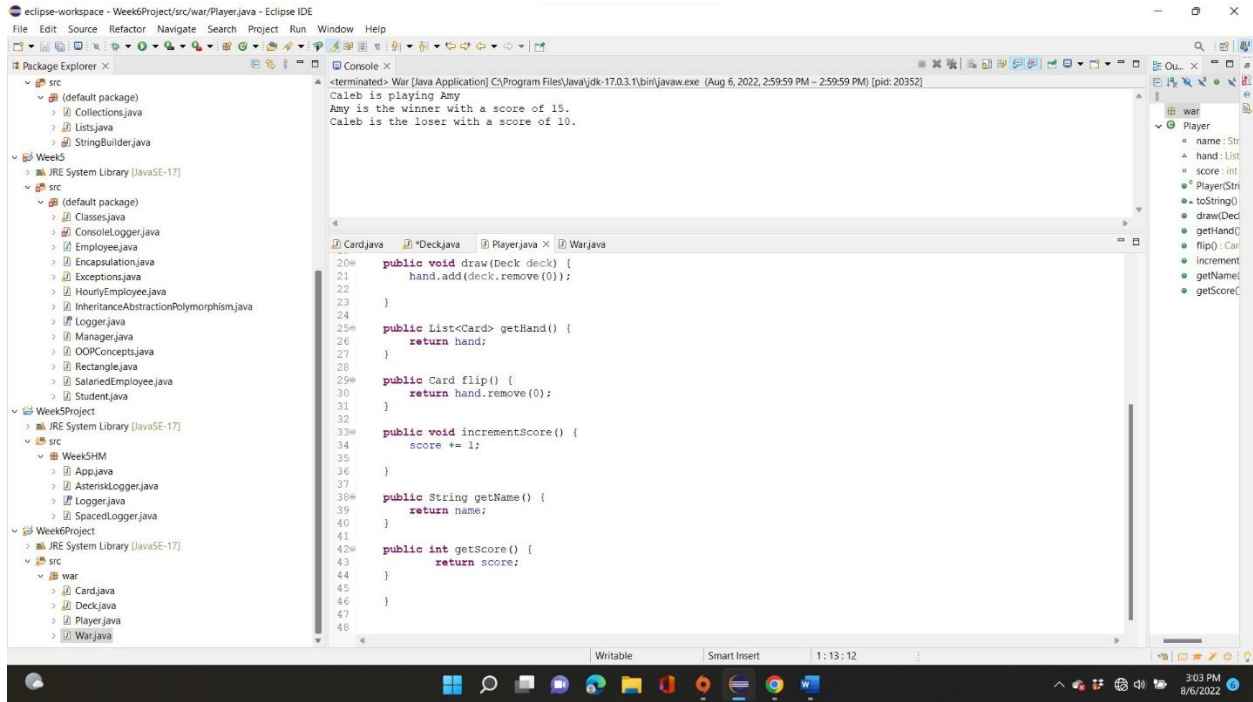 eclipse-workspace - Week6Project/src/war/Player.java - Eclipse IDE
File Edit Source Refactor Navigate Search Project Run Window Help
Package Explorer
src
(default package)
Collections.java
Lists.java
StringBuilder.java
Week5
JRE System Library [JavaSE-17]
src
(default package)
Classes.java
ConsoleLogger.java
Employee.java
Encapsulation.java
Exceptions.java
HourlyEmployee.java
InheritanceAbstractionPolymorphism.java
Logger.java
Manager.java
OOPConcepts.java
Rectangle.java
SalariedEmployee.java
Student.java
Week5Project
JRE System Library [JavaSE-17]
src
Week5HM
App.java
AsteriskLogger.java
Logger.java
SpacedLogger.java
Week6Project
JRE System Library [JavaSE-17]
src
war
Card.java
Deck.java
Player.java
War.java
Console
<terminated> War [Java Application] C:\Program Files\Java\jdk-17.0.3.1\bin\javaw.exe (Aug 6, 2022, 2:59:59 PM – 2:59:59 PM) [pid: 20352]
Caleb is playing Amy
Amy is the winner with a score of 15.
Caleb is the loser with a score of 10.
Card.java *Deck.java Player.java War.java
20 public void draw(Deck deck) {
21 hand.add(deck.remove(0));
22
23 }
24
25 public List<Card> getHand() {
26 return hand;
27 }
28
29 public Card flip() {
30 return hand.remove(0);
31 }
32
33 public void incrementScore() {
34 score += 1;
35
36 }
37
38 public String getName() {
39 return name;
40 }
41
42 public int getScore() {
43 return score;
44 }
45
46 }
47
48
Ou...
war
Player
name : Str
hand : List
score : int
Player(Stri
toString()
draw(Decl
getHand()
flip() : Car
increment
getName(
getScore(
Writable Smart Insert 1 : 13 : 12
3:03 PM
8/6/2022
6